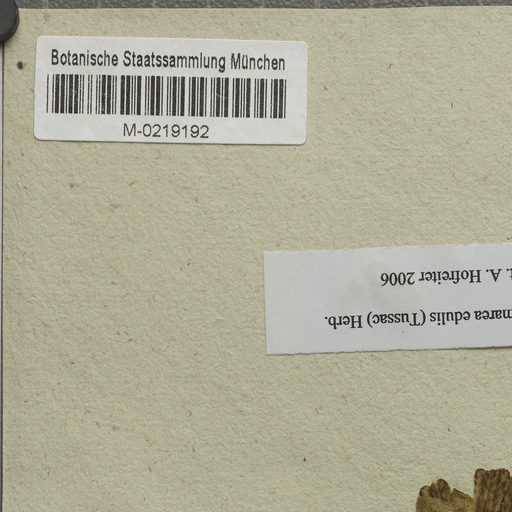 Botanische Staatssammlung München
M-0219192
marea edulis (Tussac) Herb.
t. A. Hofreiter 2006